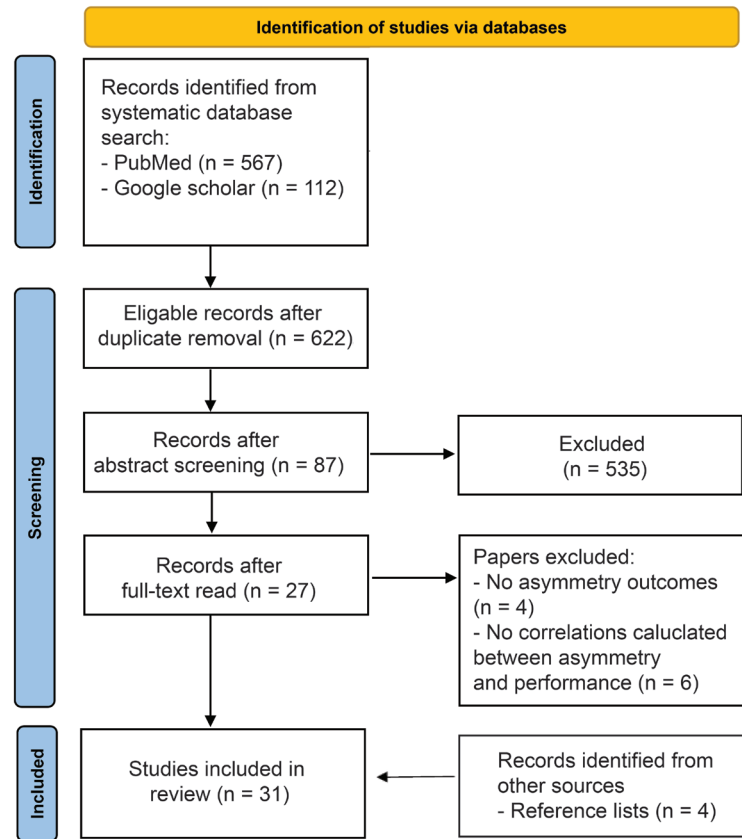 Identification of studies via databases
Identification
Records identified from
systematic database
search:
- PubMed (n = 567)
- Google scholar (n = 112)
Screening
Eligable records after
duplicate removal (n = 622)
Records after
abstract screening (n = 87)
Excluded
(n = 535)
Records after
full-text read (n = 27)
Papers excluded:
- No asymmetry outcomes
(n = 4)
- No correlations caluclated
between asymmetry
and performance (n = 6)
Included
Studies included in
review (n = 31)
Records identified from
other sources
- Reference lists (n = 4)